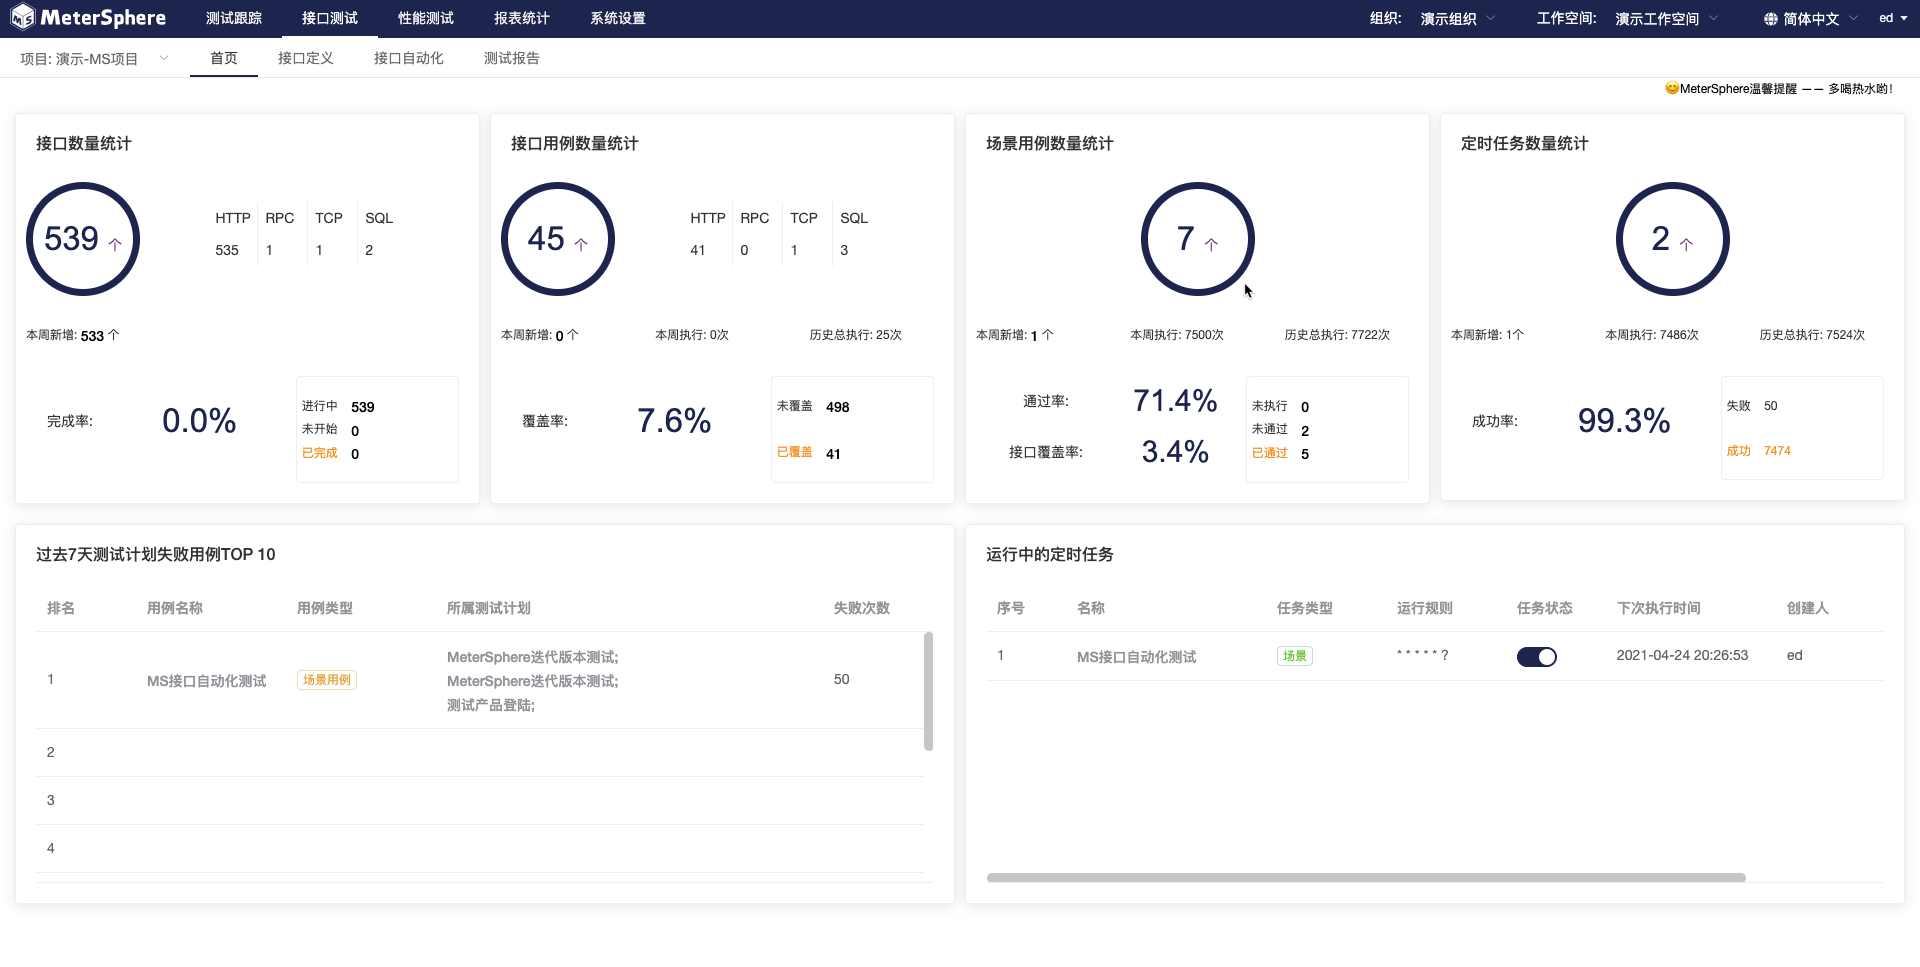 MeterSphere 测试跟踪 接口测试 性能测试 报表统计 系统设置 组织: 演示组织 工作空间: 演示工作空间 简体中文 ed
项目: 演示-MS项目 首页 接口定义 接口自动化 测试报告
😊MeterSphere温馨提醒 —— 多喝热水哟!
接口数量统计
539 个
HTTP RPC TCP SQL
535 1 1 2
本周新增: 533 个
完成率: 0.0%
进行中 539
未开始 0
已完成 0
接口用例数量统计
45 个
HTTP RPC TCP SQL
41 0 1 3
本周新增: 0 个 本周执行: 0次 历史总执行: 25次
覆盖率: 7.6%
未覆盖 498
已覆盖 41
场景用例数量统计
7 个
本周新增: 1 个 本周执行: 7500次 历史总执行: 7722次
通过率: 71.4%
接口覆盖率: 3.4%
未执行 0
未通过 2
已通过 5
定时任务数量统计
2 个
本周新增: 1个 本周执行: 7486次 历史总执行: 7524次
成功率: 99.3%
失败 50
成功 7474
过去7天测试计划失败用例TOP 10
排名 用例名称 用例类型 所属测试计划 失败次数
1 MS接口自动化测试 场景用例 MeterSphere迭代版本测试; 50
MeterSphere迭代版本测试;
测试产品登陆;
2
3
4
运行中的定时任务
序号 名称 任务类型 运行规则 任务状态 下次执行时间 创建人
1 MS接口自动化测试 场景 * * * * * ? 2021-04-24 20:26:53 ed